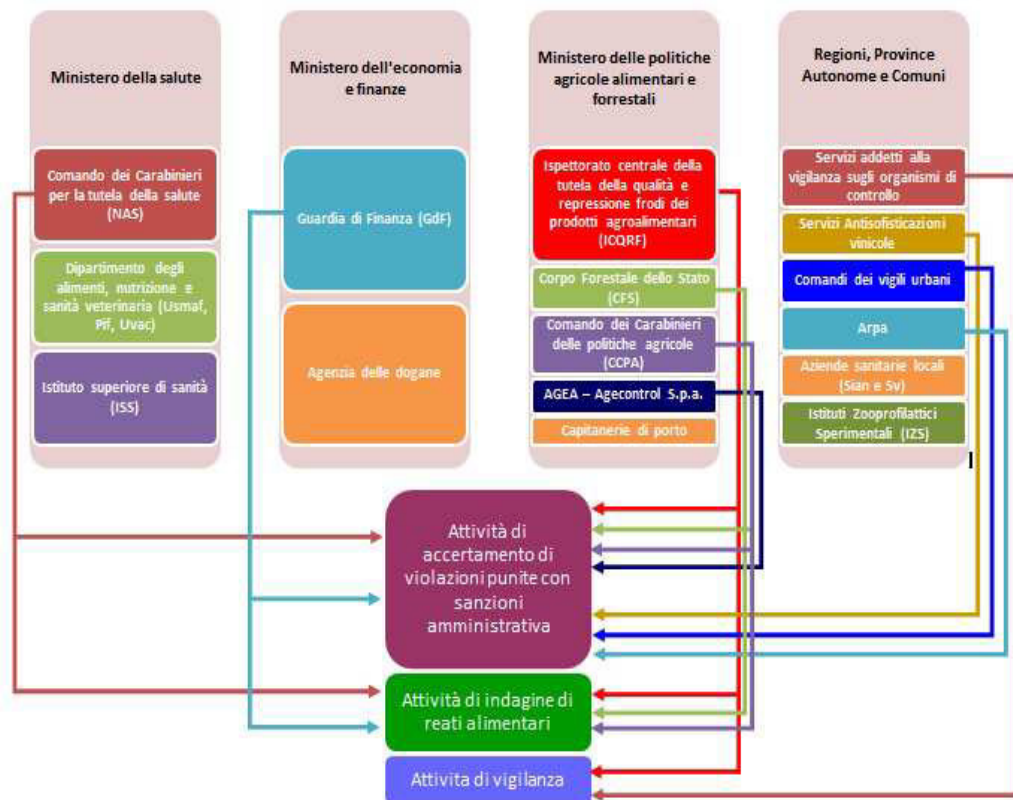 Ministero della salute
Comando dei Carabinieri
per la tutela della salute
(NAS)
Dipartimento degli
alimenti, nutrizione e
sanità veterinaria (Usmaf,
Pif, Uvac)
Istituto superiore di sanità
(ISS)
Ministero dell'economia
e finanze
Guardia di Finanza (GdF)
Agenzia delle dogane
Ministero delle politiche
agricole alimentari e
forrestali
Ispettorato centrale della
tutela della qualità e
repressione frodi dei
prodotti agroalimentari
(ICQRF)
Corpo Forestale dello Stato
(CFS)
Comando dei Carabinieri
delle politiche agricole
(CCPA)
AGEA – Agecontrol S.p.a.
Capitanerie di porto
Regioni, Province
Autonome e Comuni
Servizi addetti alla
vigilanza sugli organismi di
controllo
Servizi Antisofisticazioni
vinicole
Comandi dei vigili urbani
Arpa
Aziende sanitarie locali
(Sian e Sv)
Istituti Zooprofilattici
Sperimentali (IZS)
Attività di
accertamento di
violazioni punite con
sanzioni
amministrativa
Attività di indagine di
reati alimentari
Attivita di vigilanza